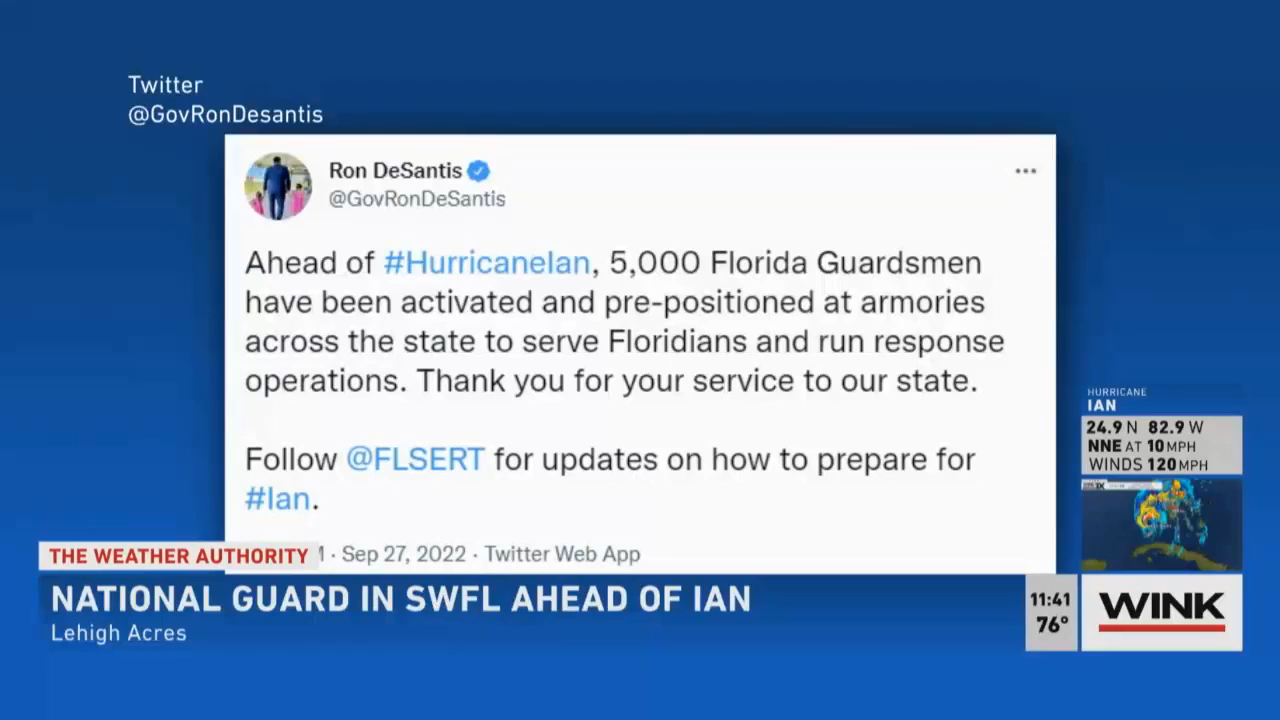 Twitter
@GovRonDesantis
Ron DeSantis
@GovRonDeSantis
Ahead of #HurricaneIan, 5,000 Florida Guardsmen
have been activated and pre-positioned at armories
across the state to serve Floridians and run response
operations. Thank you for your service to our state.
Follow @FLSERT for updates on how to prepare for
#Ian.
· Sep 27, 2022 · Twitter Web App
HURRICANE
IAN
24.9 N 82.9 W
NNE AT 10 MPH
WINDS 120 MPH
THE WEATHER AUTHORITY
NATIONAL GUARD IN SWFL AHEAD OF IAN
Lehigh Acres
11:41
76°
WINK